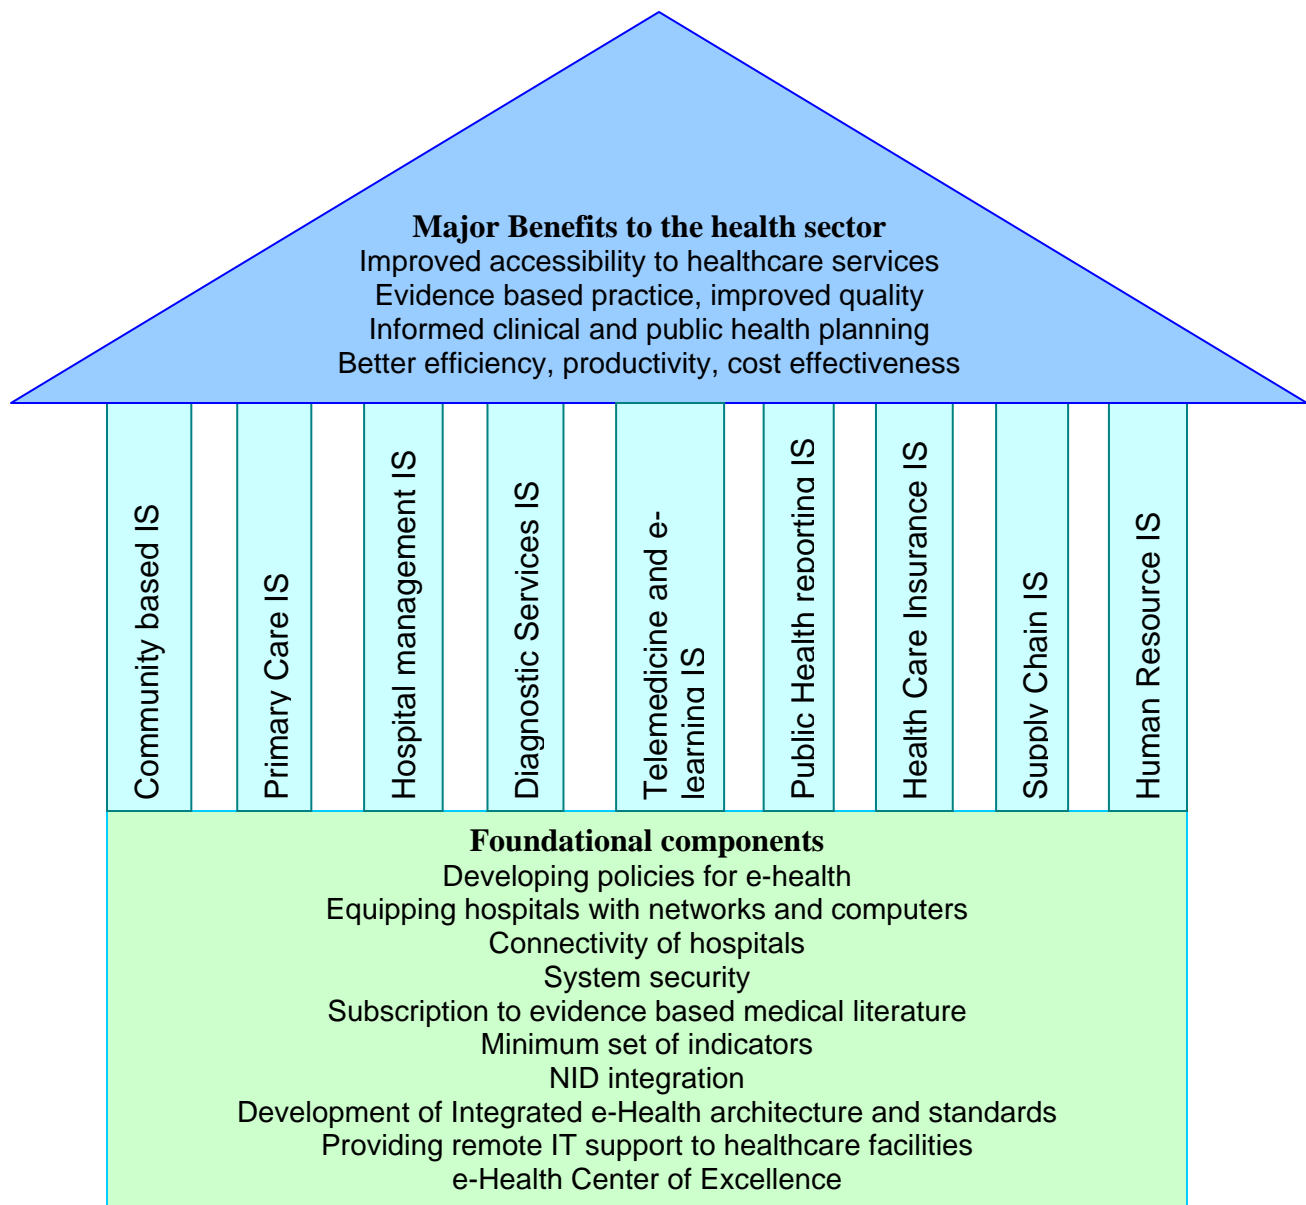 Major Benefits to the health sector
Improved accessibility to healthcare services
Evidence based practice, improved quality
Informed clinical and public health planning
Better efficiency, productivity, cost effectiveness
Community based IS
Primary Care IS
Hospital management IS
Diagnostic Services IS
Telemedicine and e-
learning IS
Public Health reporting IS
Health Care Insurance IS
Supply Chain IS
Human Resource IS
Foundational components
Developing policies for e-health
Equipping hospitals with networks and computers
Connectivity of hospitals
System security
Subscription to evidence based medical literature
Minimum set of indicators
NID integration
Development of Integrated e-Health architecture and standards
Providing remote IT support to healthcare facilities
e-Health Center of Excellence